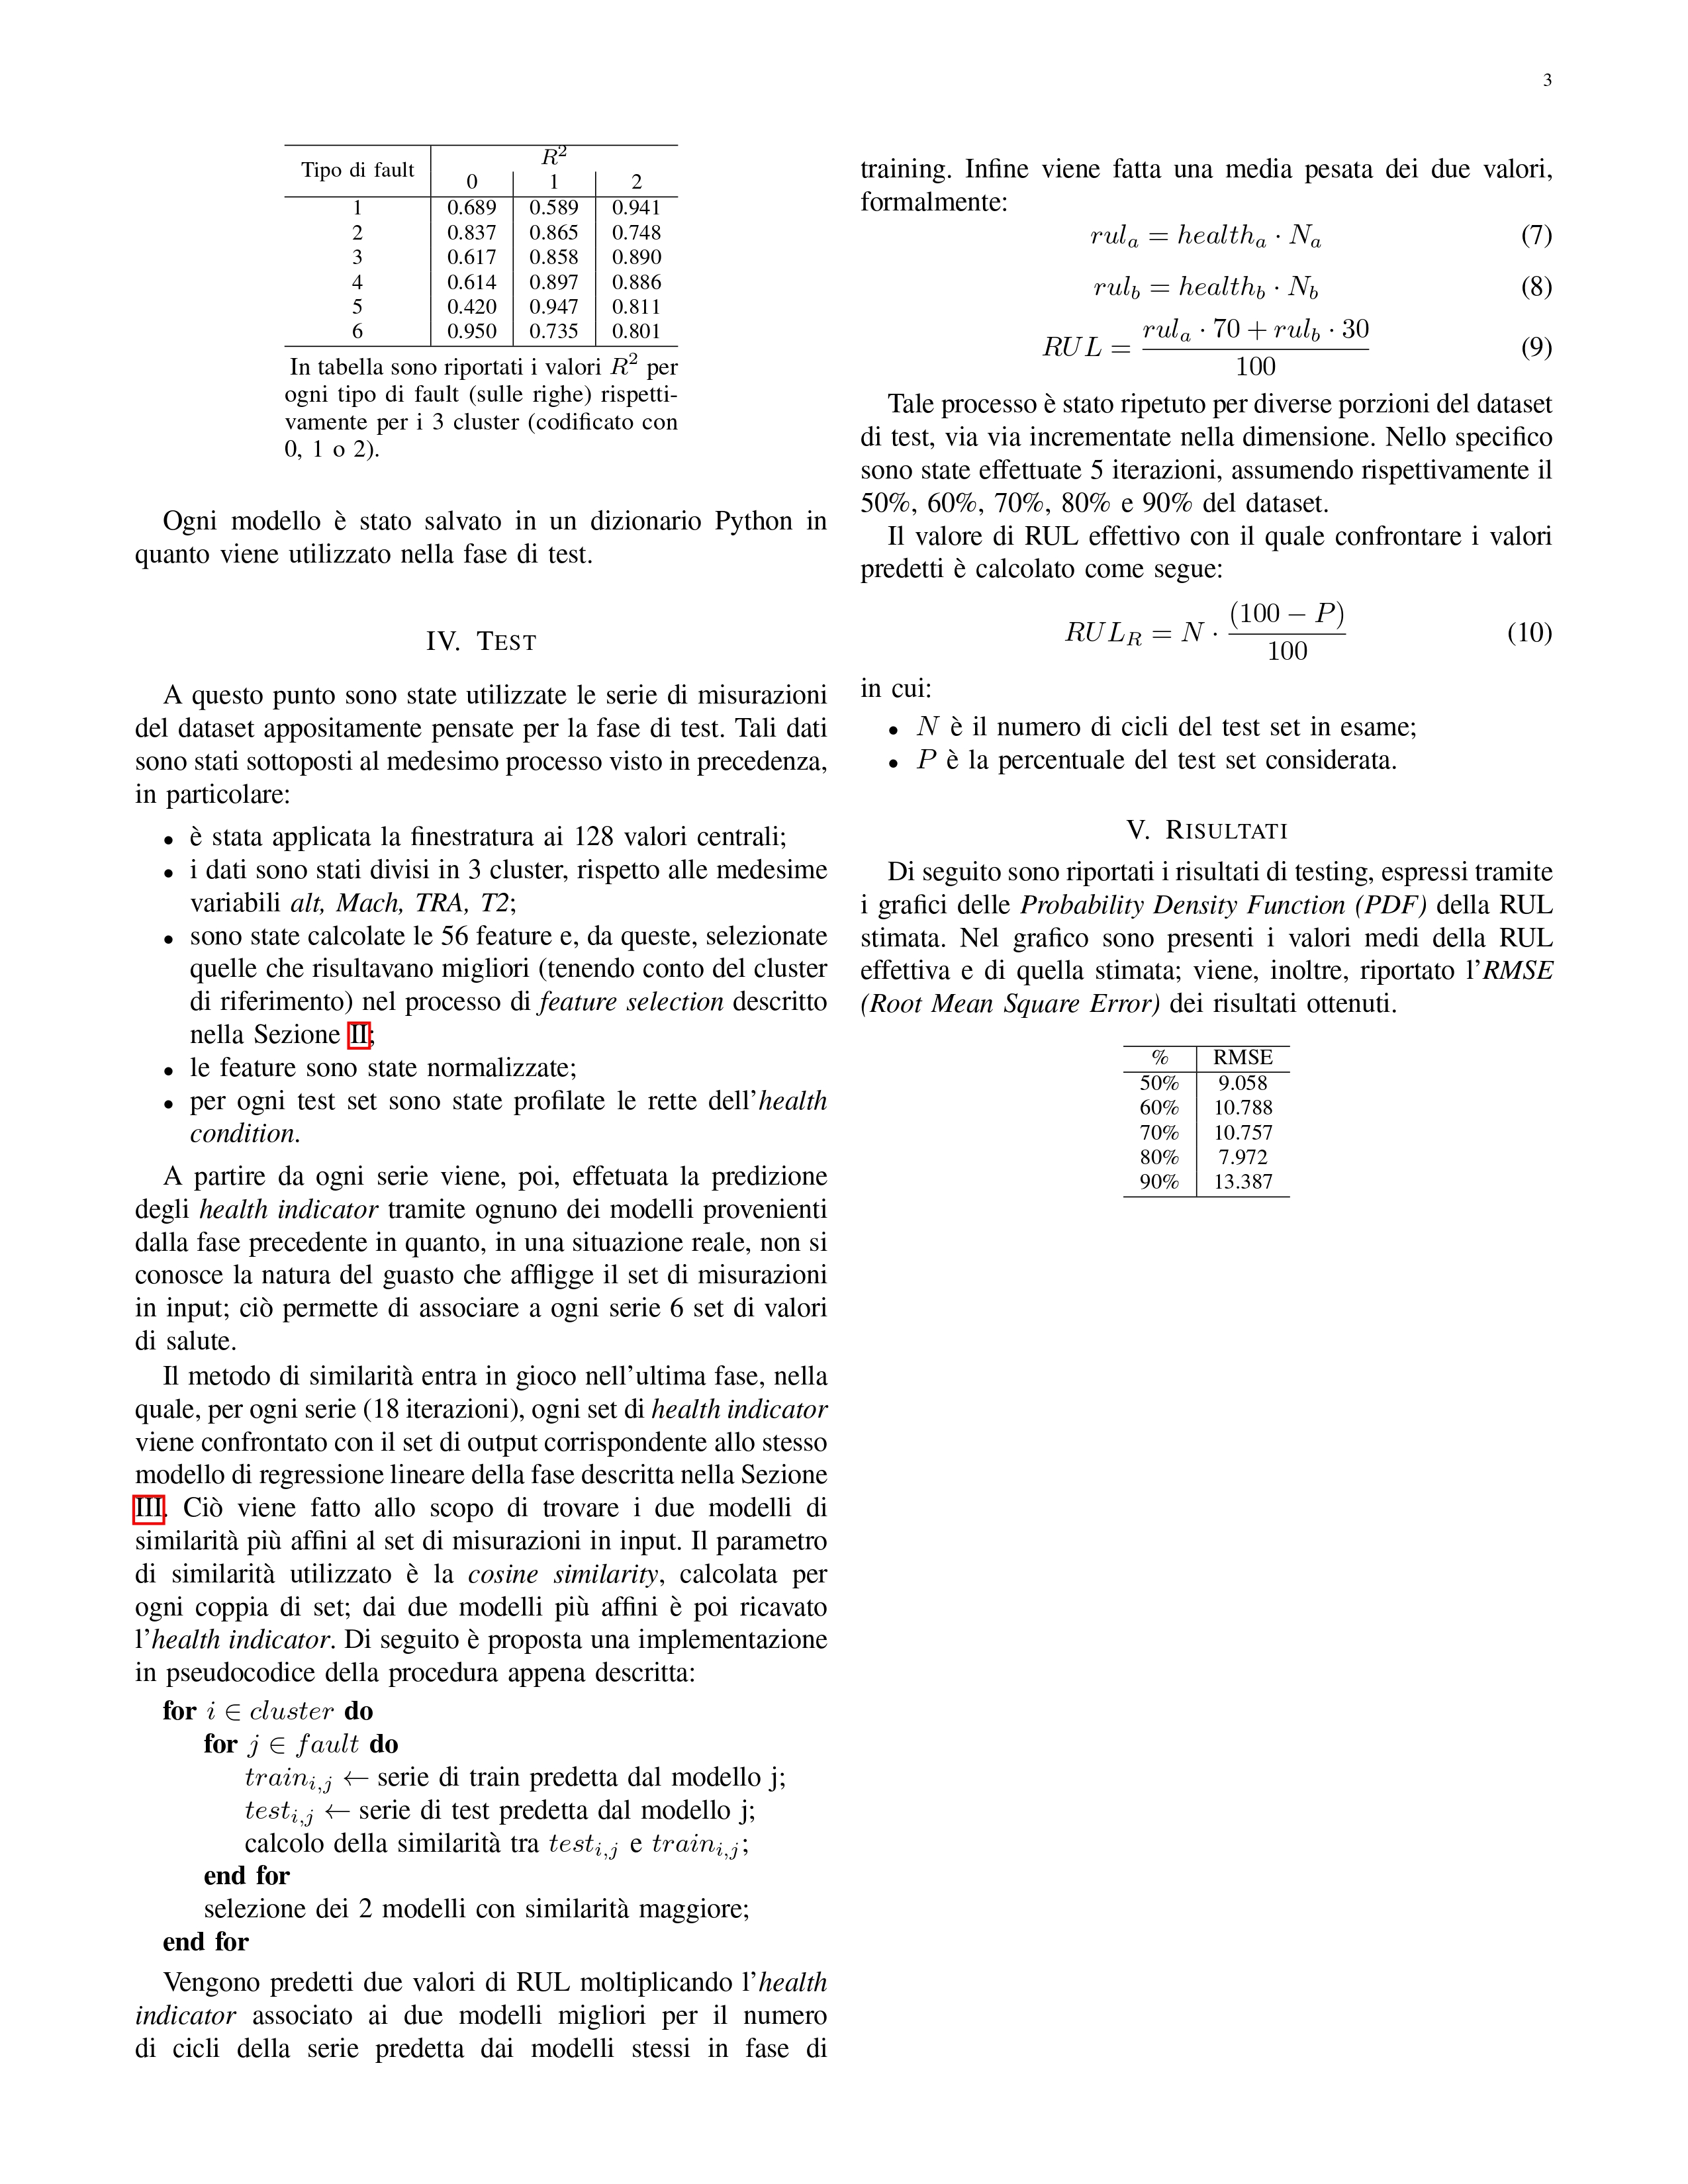 3
Tipo di fault | R²
0 | 1 | 2
1 | 0.689 | 0.589 | 0.941
2 | 0.837 | 0.865 | 0.748
3 | 0.617 | 0.858 | 0.890
4 | 0.614 | 0.897 | 0.886
5 | 0.420 | 0.947 | 0.811
6 | 0.950 | 0.735 | 0.801
In tabella sono riportati i valori R² per
ogni tipo di fault (sulle righe) rispetti-
vamente per i 3 cluster (codificato con
0, 1 o 2).
Ogni modello è stato salvato in un dizionario Python in
quanto viene utilizzato nella fase di test.
IV. TEST
A questo punto sono state utilizzate le serie di misurazioni
del dataset appositamente pensate per la fase di test. Tali dati
sono stati sottoposti al medesimo processo visto in precedenza,
in particolare:
• è stata applicata la finestratura ai 128 valori centrali;
• i dati sono stati divisi in 3 cluster, rispetto alle medesime
variabili alt, Mach, TRA, T2;
• sono state calcolate le 56 feature e, da queste, selezionate
quelle che risultavano migliori (tenendo conto del cluster
di riferimento) nel processo di feature selection descritto
nella Sezione II;
• le feature sono state normalizzate;
• per ogni test set sono state profilate le rette dell'health
condition.
A partire da ogni serie viene, poi, effetuata la predizione
degli health indicator tramite ognuno dei modelli provenienti
dalla fase precedente in quanto, in una situazione reale, non si
conosce la natura del guasto che affligge il set di misurazioni
in input; ciò permette di associare a ogni serie 6 set di valori
di salute.
Il metodo di similarità entra in gioco nell'ultima fase, nella
quale, per ogni serie (18 iterazioni), ogni set di health indicator
viene confrontato con il set di output corrispondente allo stesso
modello di regressione lineare della fase descritta nella Sezione
III. Ciò viene fatto allo scopo di trovare i due modelli di
similarità più affini al set di misurazioni in input. Il parametro
di similarità utilizzato è la cosine similarity, calcolata per
ogni coppia di set; dai due modelli più affini è poi ricavato
l'health indicator. Di seguito è proposta una implementazione
in pseudocodice della procedura appena descritta:
for i ∈ cluster do
for j ∈ fault do
train_{i,j} ← serie di train predetta dal modello j;
test_{i,j} ← serie di test predetta dal modello j;
calcolo della similarità tra test_{i,j} e train_{i,j};
end for
selezione dei 2 modelli con similarità maggiore;
end for
Vengono predetti due valori di RUL moltiplicando l'health
indicator associato ai due modelli migliori per il numero
di cicli della serie predetta dai modelli stessi in fase di
training. Infine viene fatta una media pesata dei due valori,
formalmente:
rul_a = health_a · N_a (7)
rul_b = health_b · N_b (8)
RUL = (rul_a · 70 + rul_b · 30) / 100 (9)
Tale processo è stato ripetuto per diverse porzioni del dataset
di test, via via incrementate nella dimensione. Nello specifico
sono state effettuate 5 iterazioni, assumendo rispettivamente il
50%, 60%, 70%, 80% e 90% del dataset.
Il valore di RUL effettivo con il quale confrontare i valori
predetti è calcolato come segue:
RUL_R = N · (100 − P) / 100 (10)
in cui:
• N è il numero di cicli del test set in esame;
• P è la percentuale del test set considerata.
V. RISULTATI
Di seguito sono riportati i risultati di testing, espressi tramite
i grafici delle Probability Density Function (PDF) della RUL
stimata. Nel grafico sono presenti i valori medi della RUL
effettiva e di quella stimata; viene, inoltre, riportato l'RMSE
(Root Mean Square Error) dei risultati ottenuti.
% | RMSE
50% | 9.058
60% | 10.788
70% | 10.757
80% | 7.972
90% | 13.387